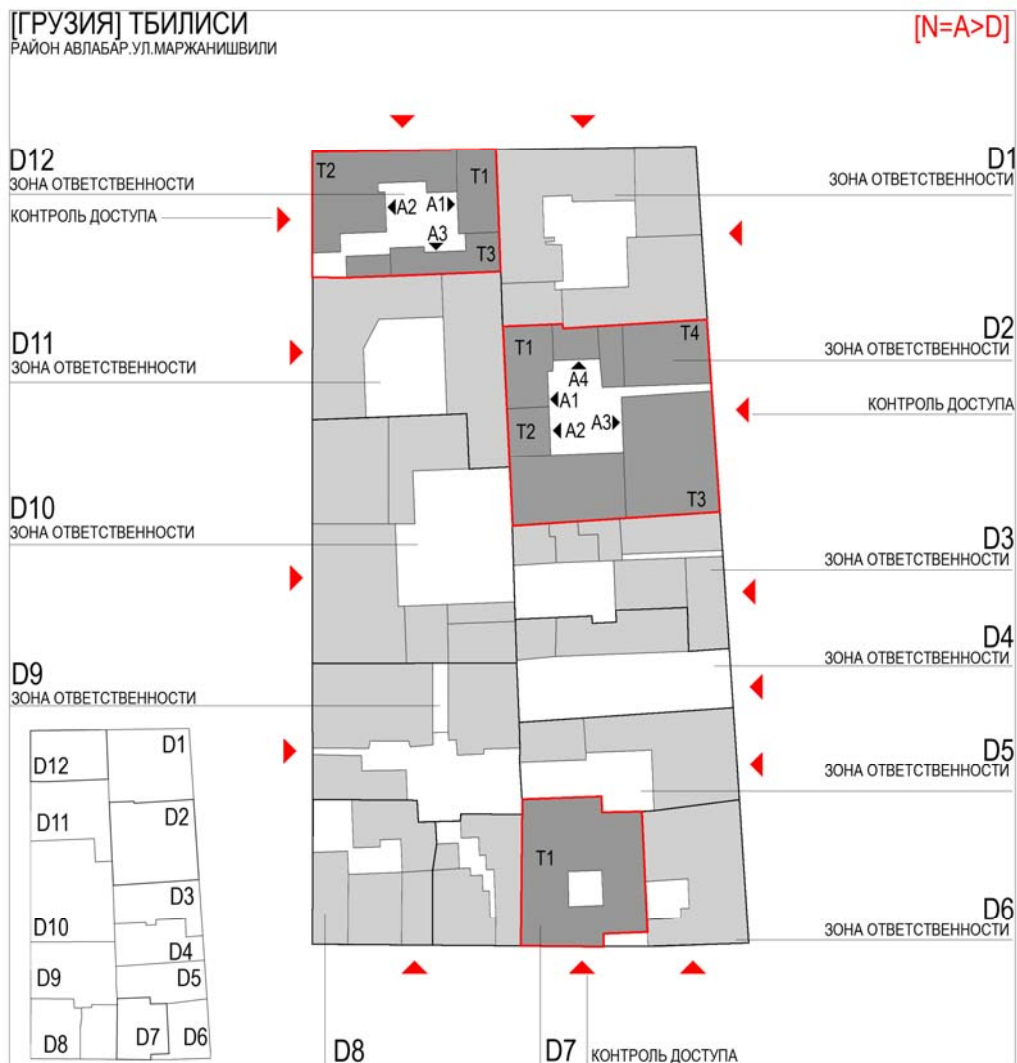 [ГРУЗИЯ] ТБИЛИСИ
РАЙОН АВЛАБАР.УЛ.МАРЖАНИШВИЛИ
[N=A>D]
D12
ЗОНА ОТВЕТСТВЕННОСТИ
КОНТРОЛЬ ДОСТУПА
D11
ЗОНА ОТВЕТСТВЕННОСТИ
D10
ЗОНА ОТВЕТСТВЕННОСТИ
D9
ЗОНА ОТВЕТСТВЕННОСТИ
T2
T1
A2
A1
A3
T3
T1
T4
A4
A1
T2
A2
A3
T3
T1
D1
ЗОНА ОТВЕТСТВЕННОСТИ
D2
ЗОНА ОТВЕТСТВЕННОСТИ
КОНТРОЛЬ ДОСТУПА
D3
ЗОНА ОТВЕТСТВЕННОСТИ
D4
ЗОНА ОТВЕТСТВЕННОСТИ
D5
ЗОНА ОТВЕТСТВЕННОСТИ
D6
ЗОНА ОТВЕТСТВЕННОСТИ
D12
D1
D11
D2
D3
D10
D4
D9
D5
D8
D7
D6
D8
D7 КОНТРОЛЬ ДОСТУПА